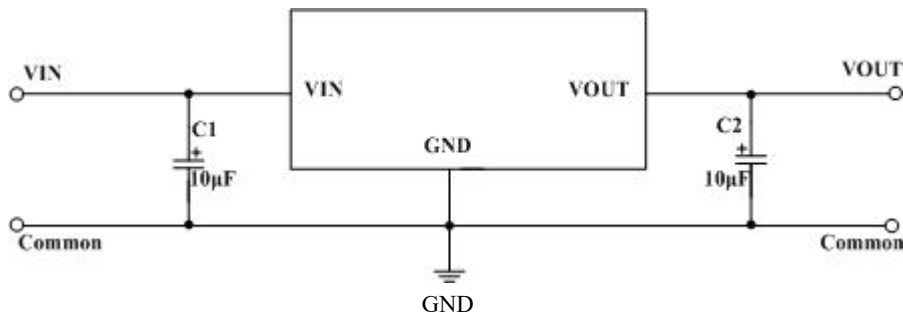 VIN
VOUT
VIN
VOUT
C1
+
10μF
GND
C2
+
10μF
Common
Common
GND